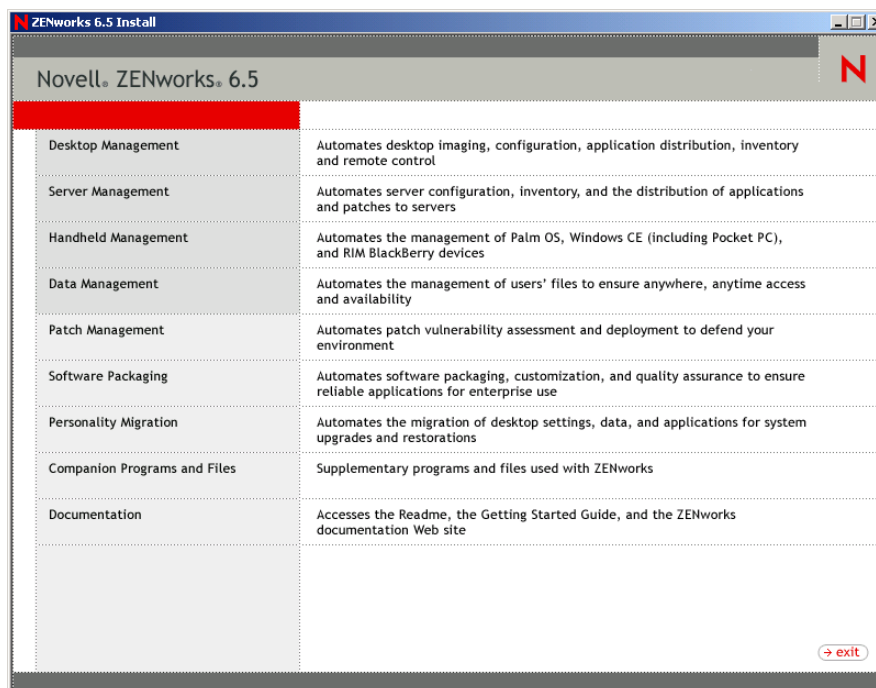 ZENworks 6.5 Install
Novell® ZENworks® 6.5
N
Desktop Management
Automates desktop imaging, configuration, application distribution, inventory
and remote control
Server Management
Automates server configuration, inventory, and the distribution of applications
and patches to servers
Handheld Management
Automates the management of Palm OS, Windows CE (including Pocket PC),
and RIM BlackBerry devices
Data Management
Automates the management of users’ files to ensure anywhere, anytime access
and availability
Patch Management
Automates patch vulnerability assessment and deployment to defend your
environment
Software Packaging
Automates software packaging, customization, and quality assurance to ensure
reliable applications for enterprise use
Personality Migration
Automates the migration of desktop settings, data, and applications for system
upgrades and restorations
Companion Programs and Files
Supplementary programs and files used with ZENworks
Documentation
Accesses the Readme, the Getting Started Guide, and the ZENworks
documentation Web site
→ exit